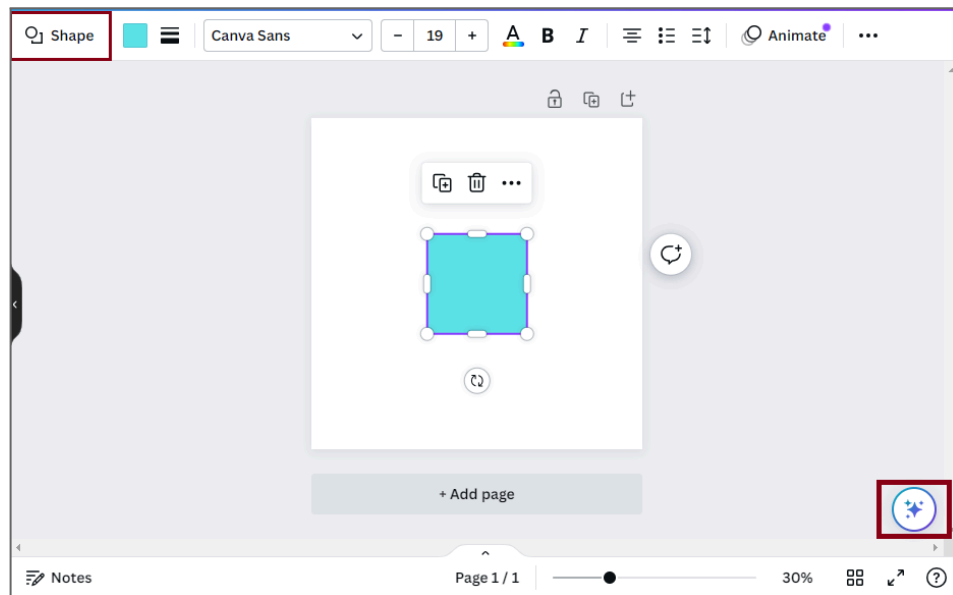 Shape
Canva Sans
– 19 +
A B I
Animate
+ Add page
Notes
Page 1 / 1
30%
?